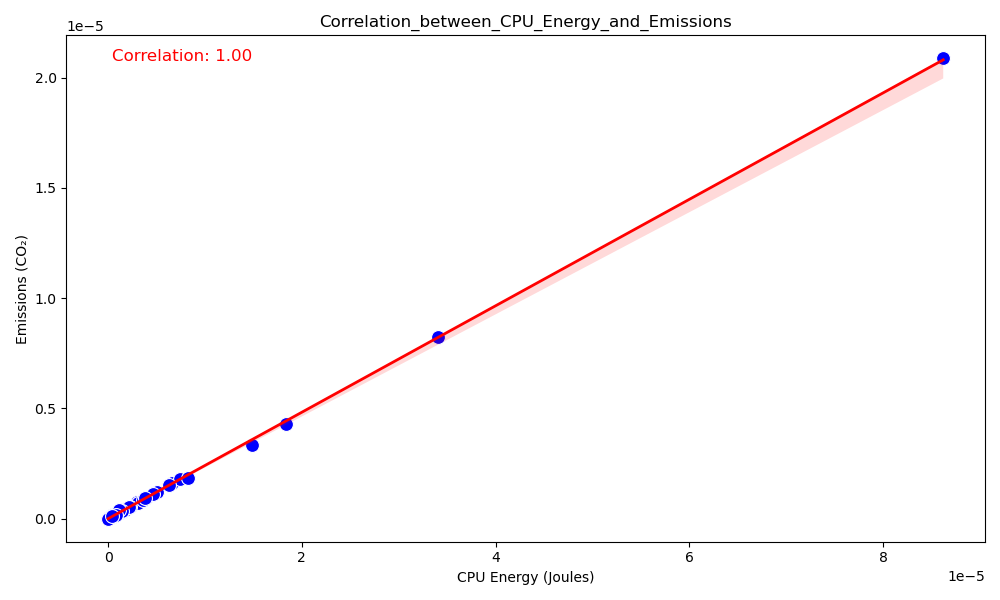 Correlation_between_CPU_Energy_and_Emissions
1e−5
Correlation: 1.00
2.0
1.5
1.0
0.5
0.0
Emissions (CO₂)
0 2 4 6 8
1e−5
CPU Energy (Joules)